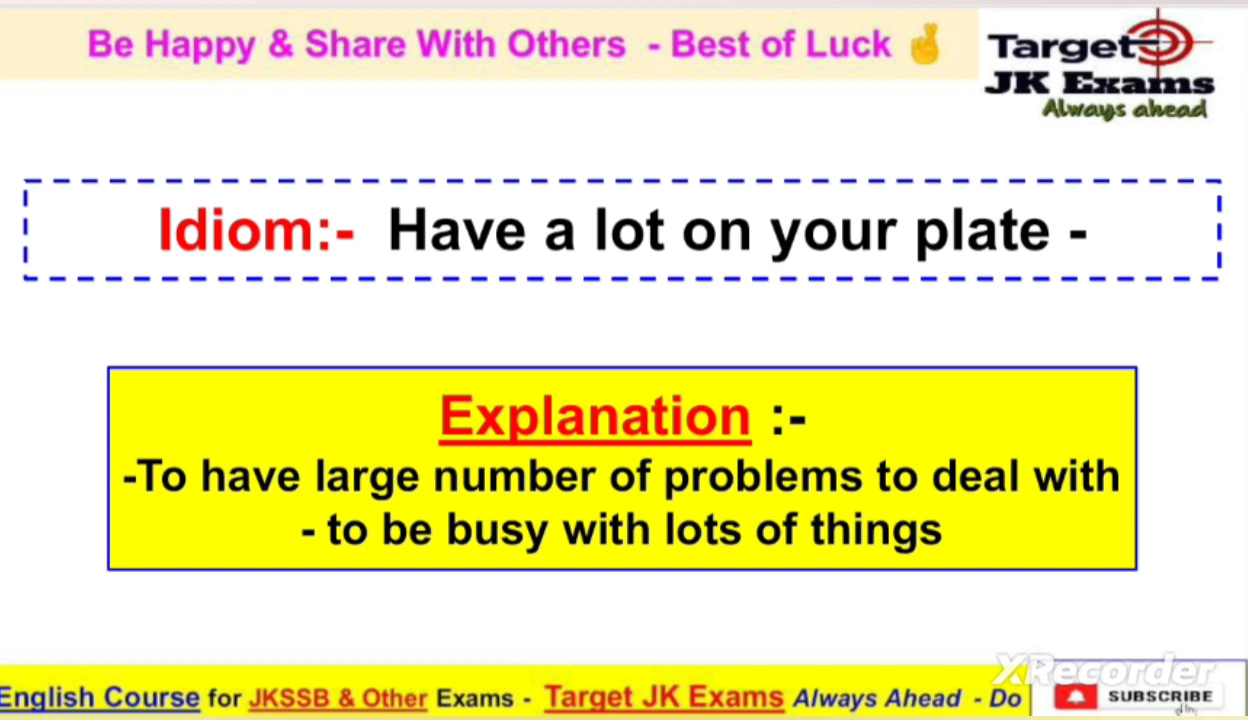 Be Happy & Share With Others - Best of Luck 🤞
Target
JK Exams
Always ahead
Idiom:- Have a lot on your plate -
Explanation :-
-To have large number of problems to deal with
- to be busy with lots of things
XRecorder
English Course for JKSSB & Other Exams - Target JK Exams Always Ahead - Do
SUBSCRIBE